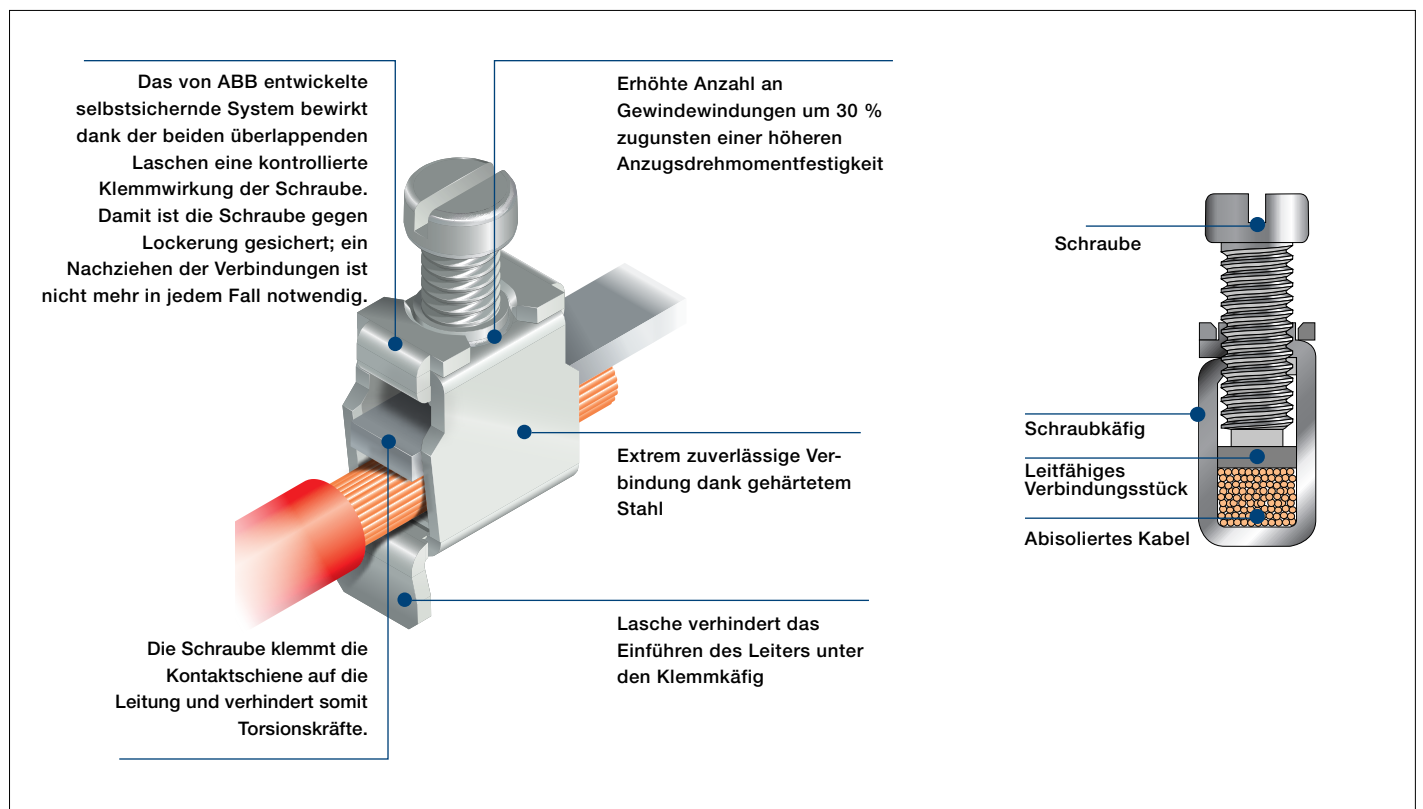 Das von ABB entwickelte
selbstsichernde System bewirkt
dank der beiden überlappenden
Laschen eine kontrollierte
Klemmwirkung der Schraube.
Damit ist die Schraube gegen
Lockerung gesichert; ein
Nachziehen der Verbindungen ist
nicht mehr in jedem Fall notwendig.
Erhöhte Anzahl an
Gewindewindungen um 30 %
zugunsten einer höheren
Anzugsdrehmomentfestigkeit
Extrem zuverlässige Ver-
bindung dank gehärtetem
Stahl
Lasche verhindert das
Einführen des Leiters unter
den Klemmkäfig
Die Schraube klemmt die
Kontaktschiene auf die
Leitung und verhindert somit
Torsionskräfte.
Schraube
Schraubkäfig
Leitfähiges
Verbindungsstück
Abisoliertes Kabel